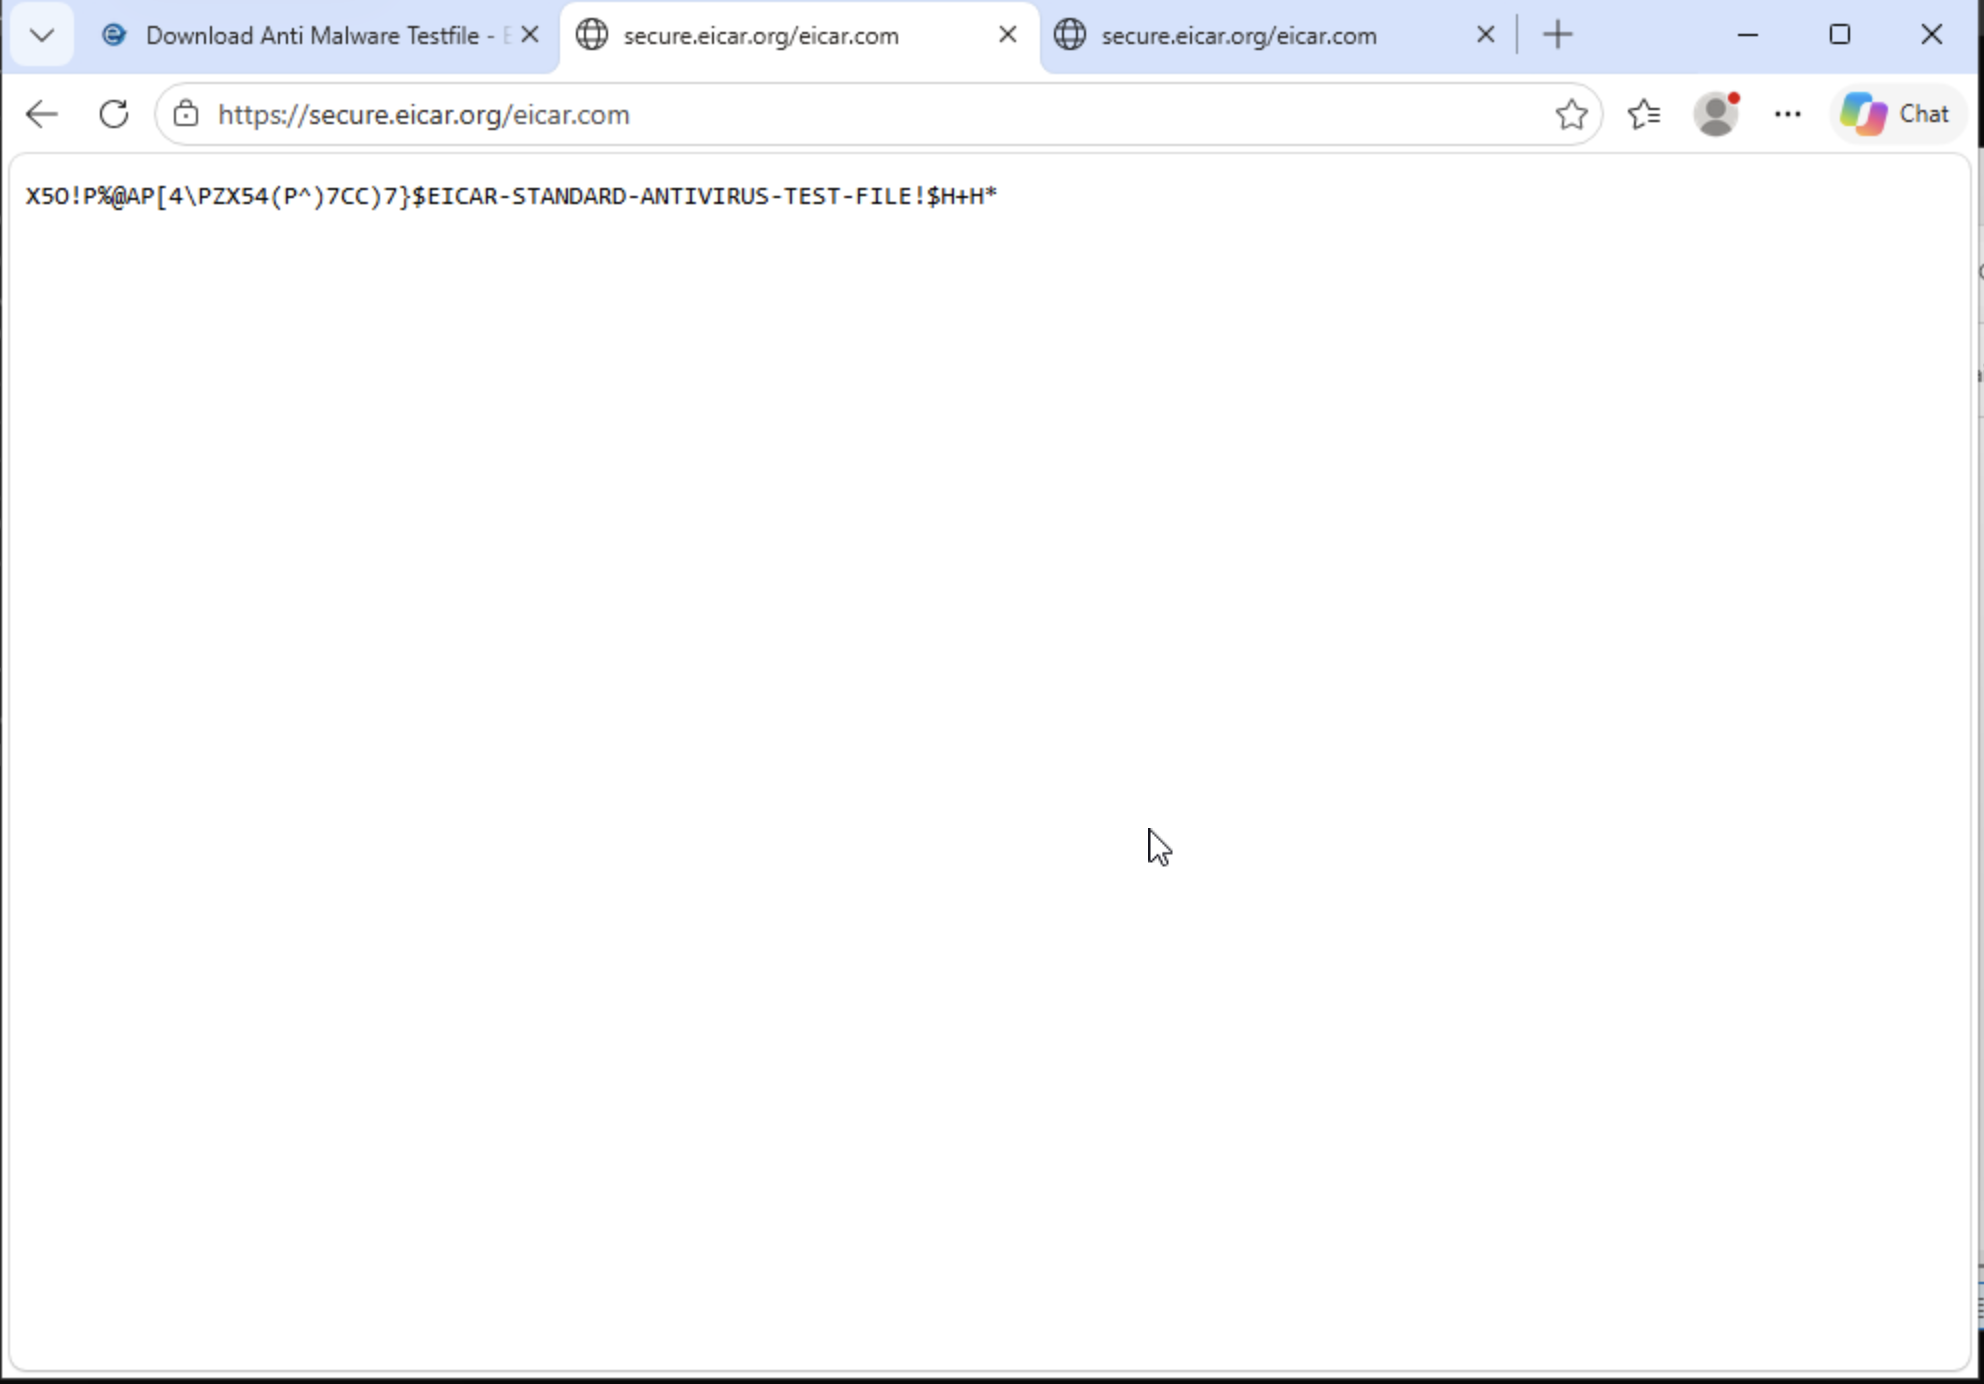 Download Anti Malware Testfile -
secure.eicar.org/eicar.com
secure.eicar.org/eicar.com
https://secure.eicar.org/eicar.com
Chat
X5O!P%@AP[4\PZX54(P^)7CC)7}$EICAR-STANDARD-ANTIVIRUS-TEST-FILE!$H+H*